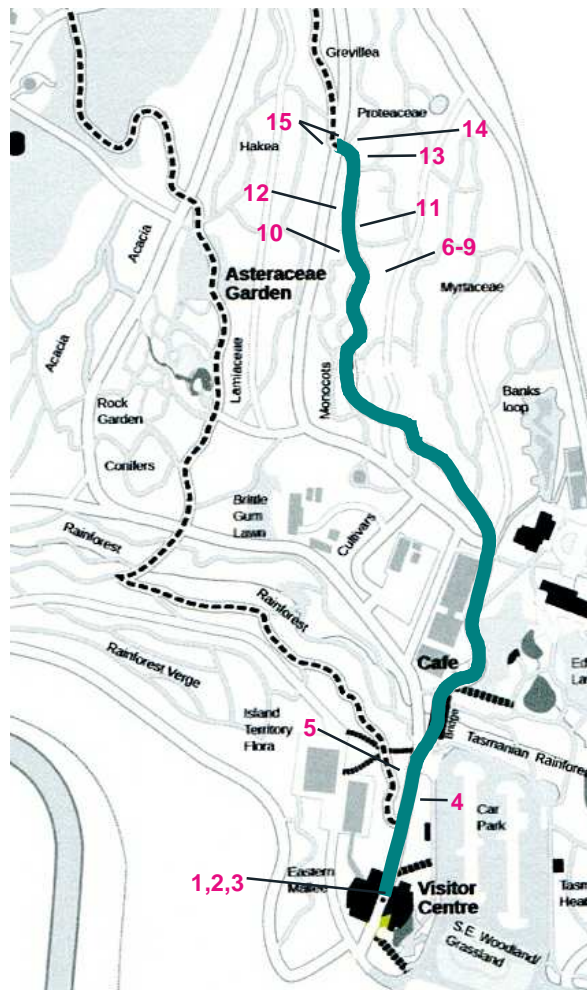 Grevillea
Proteaceae
15
14
Hakea
13
12
11
10
6-9
Acacia
Asteraceae
Garden
Myrtaceae
Acacia
Lamiaceae
Monocots
Banks
loop
Rock
Garden
Conifers
Brittle
Gum
Lawn
Cultivars
Rainforest
Rainforest
Cafe
Rainforest Verge
Bridge
Island
Territory
Flora
5
Tasmanian Rainfores
4
Car
Park
1,2,3
Eastern
Mallee
Visitor
Centre
S.E. Woodland/
Grassland